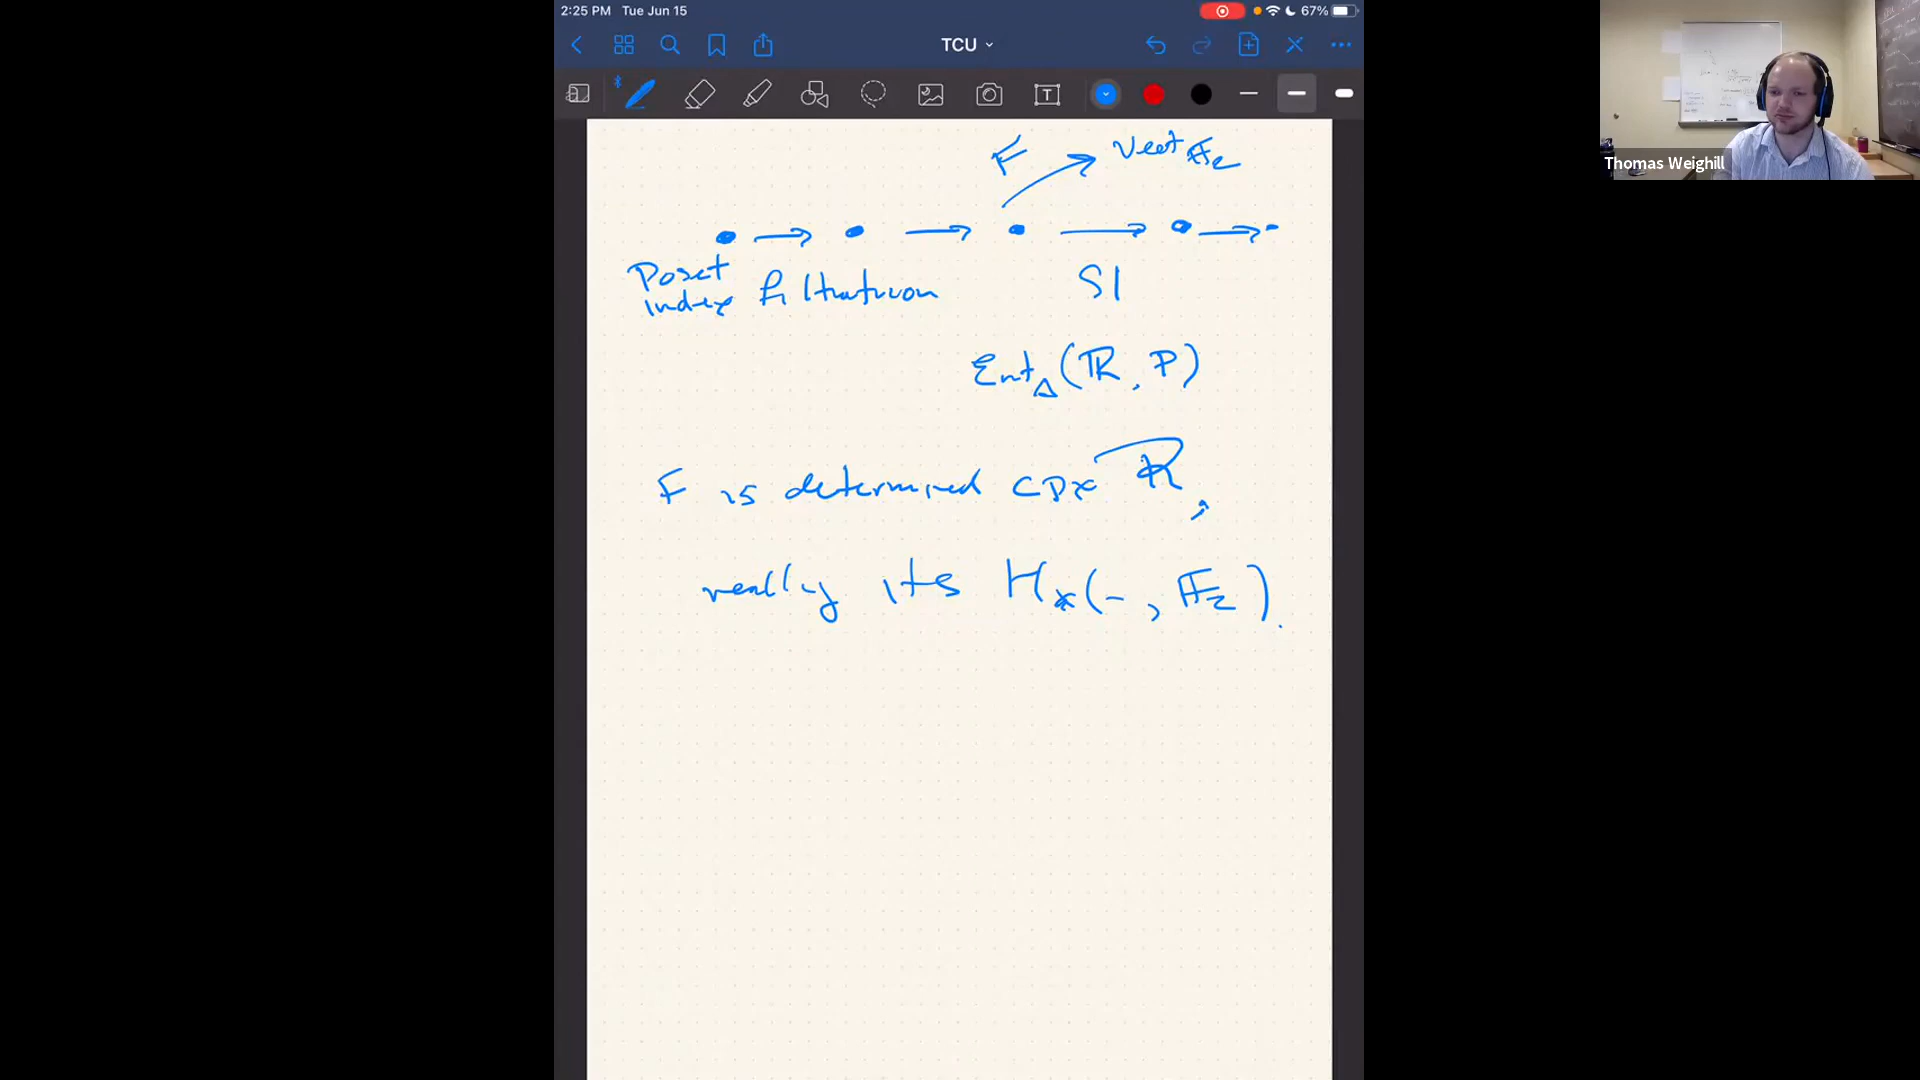 2:25 PM Tue Jun 15
67%
TCU
T
Thomas Weighill
F Vect 𝔽₂
Poset
index filtration SI
Ent_Δ(ℝ, P)
F is determined cpx R,
really its H_*(-, 𝔽₂).